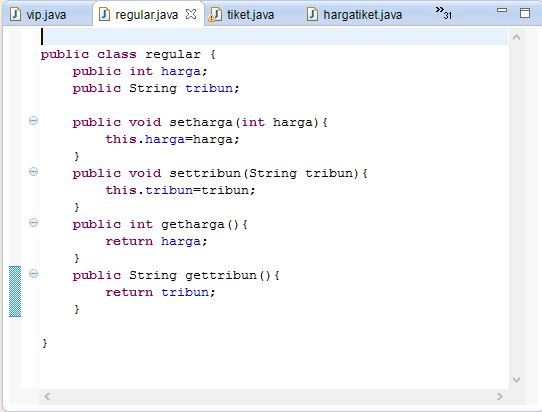 vip.java regular.java tiket.java hargatiket.java »31
public class regular {
    public int harga;
    public String tribun;

    public void setharga(int harga){
        this.harga=harga;
    }
    public void settribun(String tribun){
        this.tribun=tribun;
    }
    public int getharga(){
        return harga;
    }
    public String gettribun(){
        return tribun;
    }

}